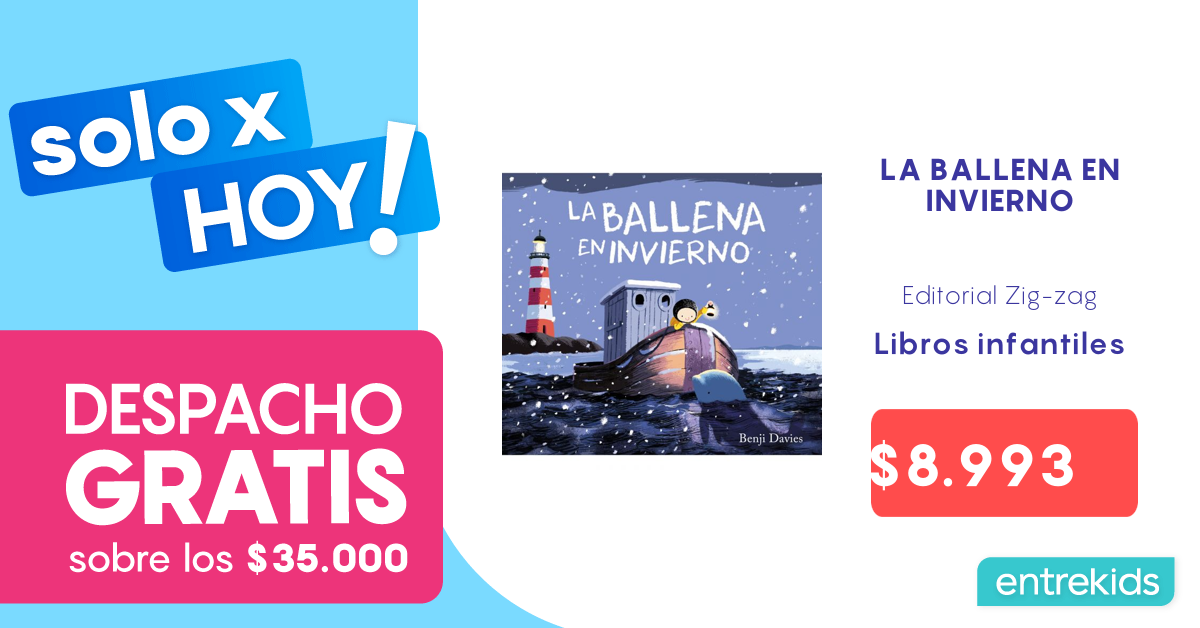 solo x
HOY!
DESPACHO
GRATIS
sobre los $35.000
LA BALLENA
EN INVIERNO
Benji Davies
LA BALLENA EN
INVIERNO
Editorial Zig-zag
Libros infantiles
$8.993
entrekids